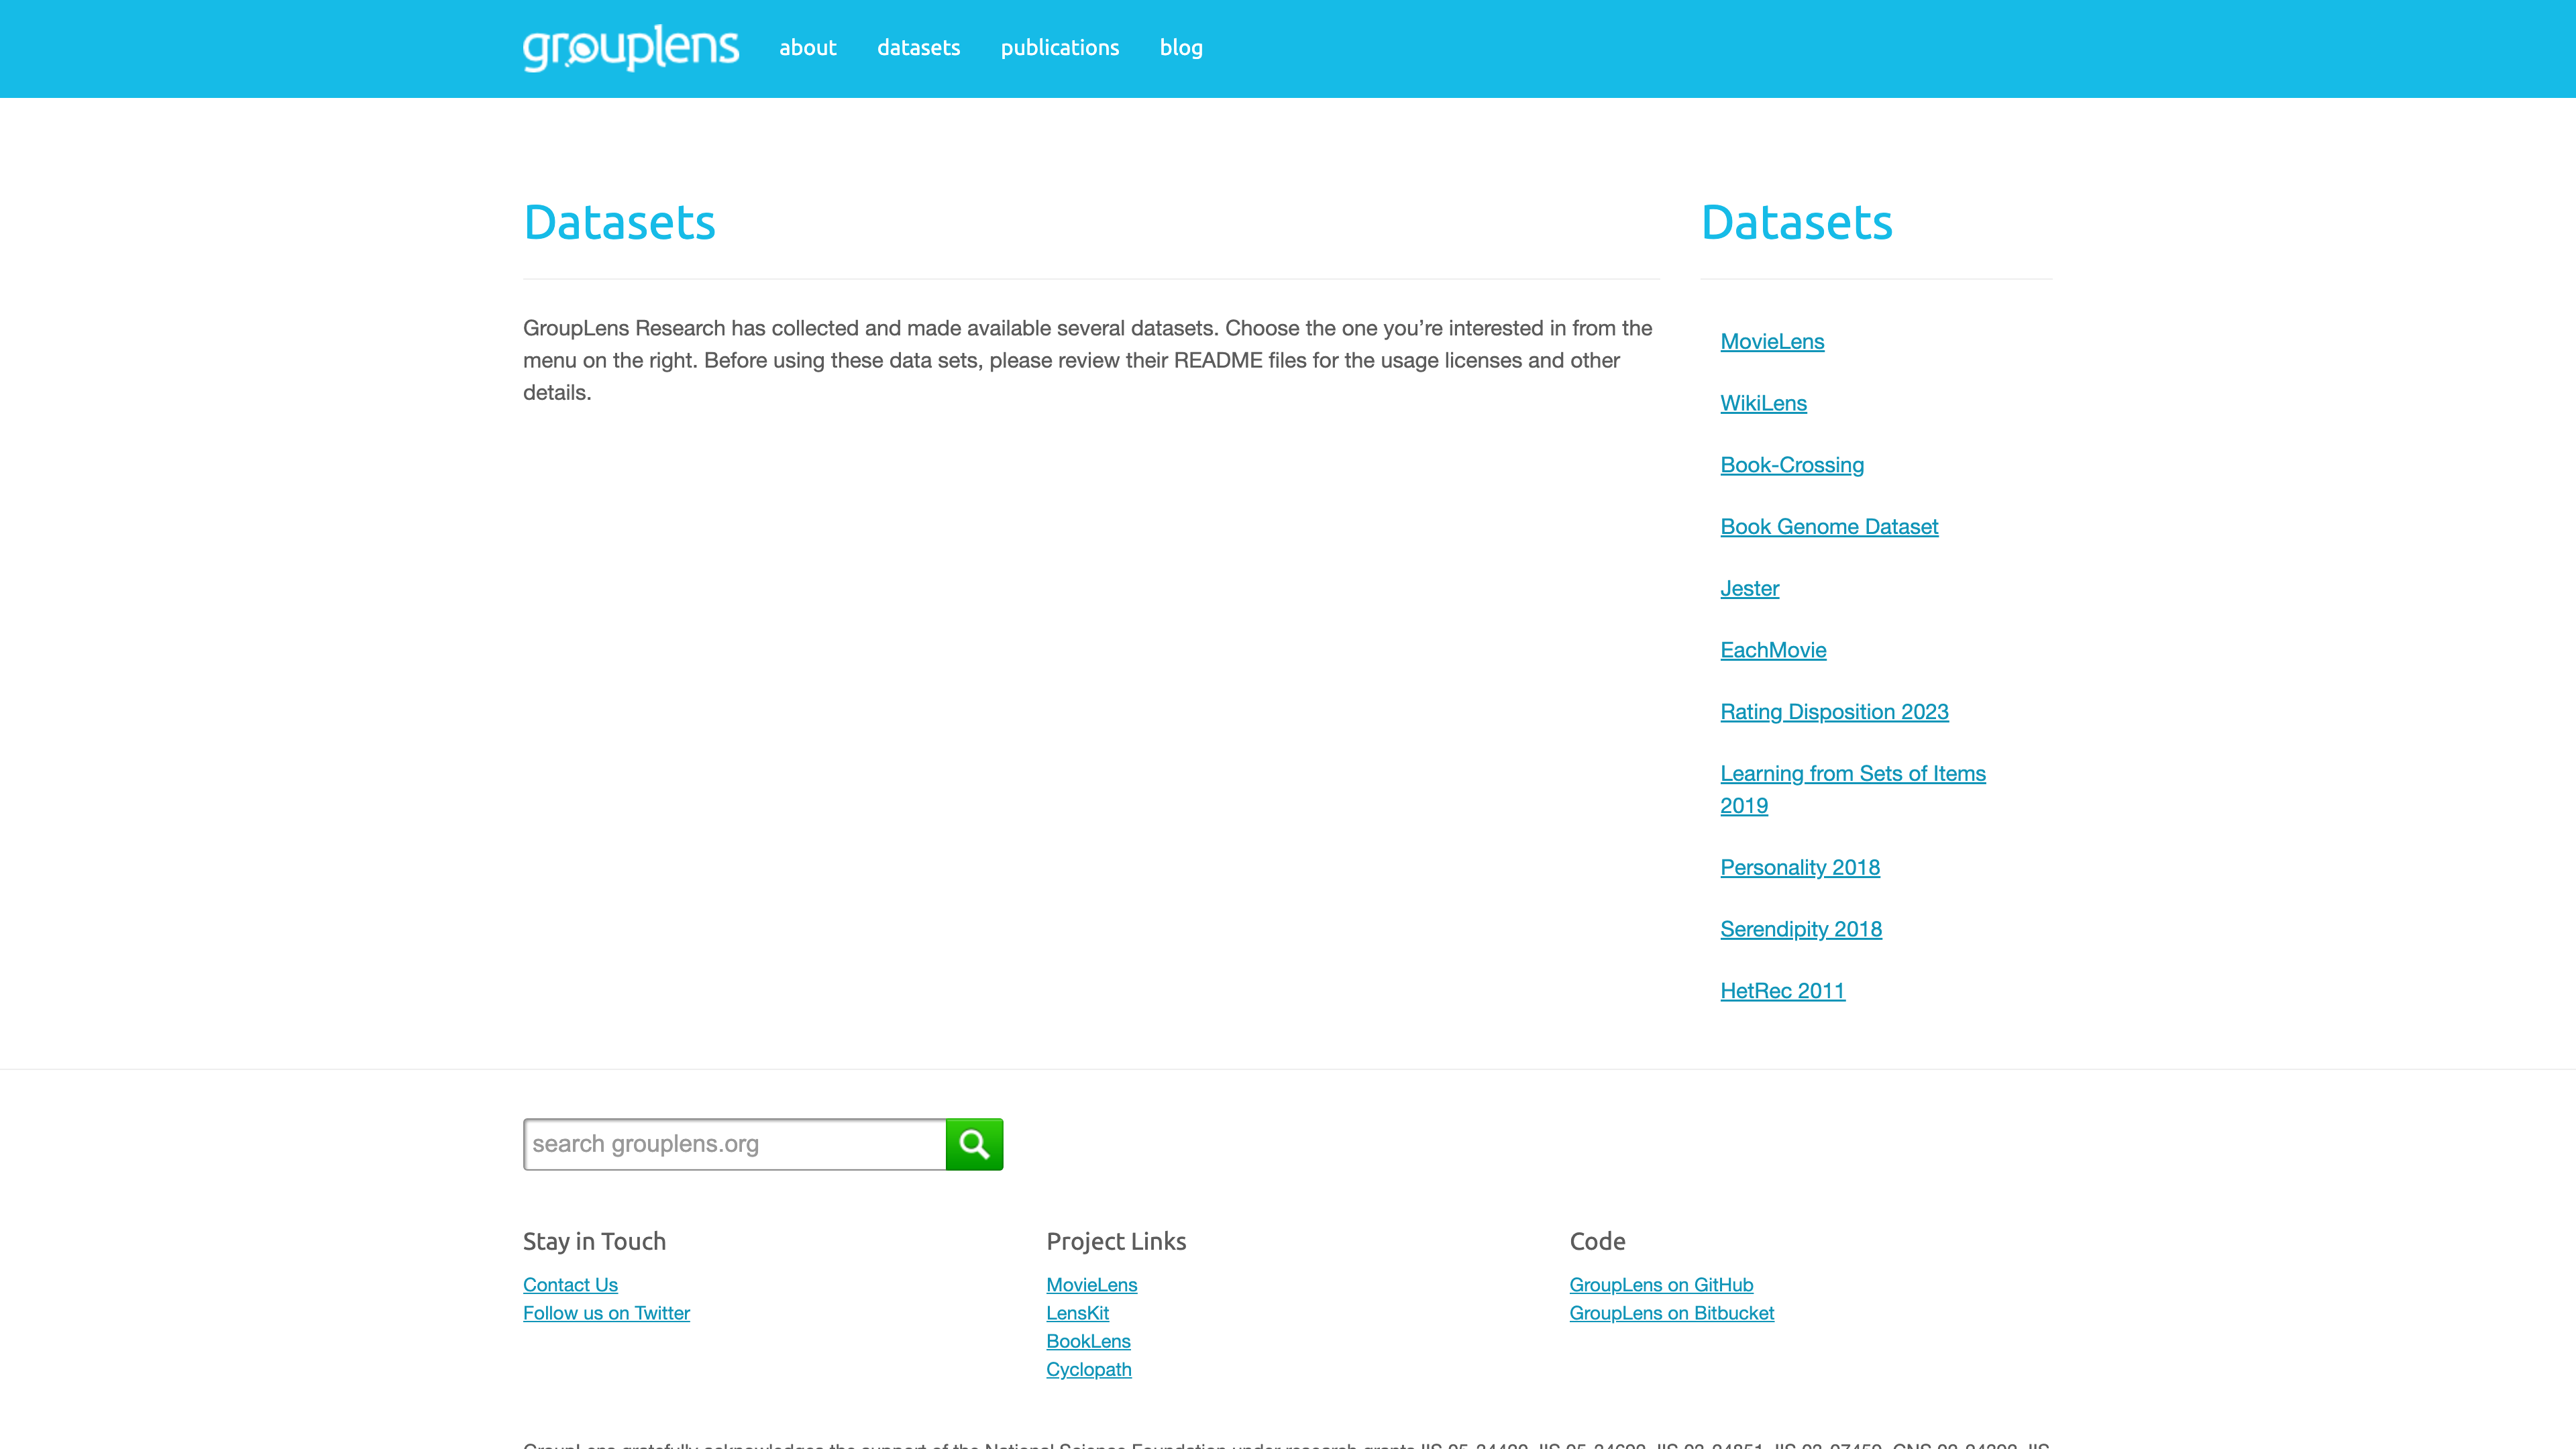 grouplens
about
datasets
publications
blog
Datasets
GroupLens Research has collected and made available several datasets. Choose the one you’re interested in from the
menu on the right. Before using these data sets, please review their README files for the usage licenses and other
details.
Datasets
MovieLens
WikiLens
Book-Crossing
Book Genome Dataset
Jester
EachMovie
Rating Disposition 2023
Learning from Sets of Items
2019
Personality 2018
Serendipity 2018
HetRec 2011
search grouplens.org
Stay in Touch
Contact Us
Follow us on Twitter
Project Links
MovieLens
LensKit
BookLens
Cyclopath
Code
GroupLens on GitHub
GroupLens on Bitbucket